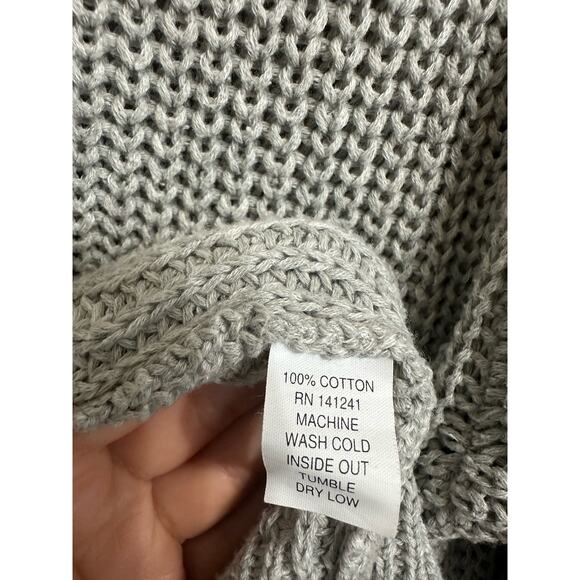 100% COTTON
RN 141241
MACHINE
WASH COLD
INSIDE OUT
TUMBLE
DRY LOW